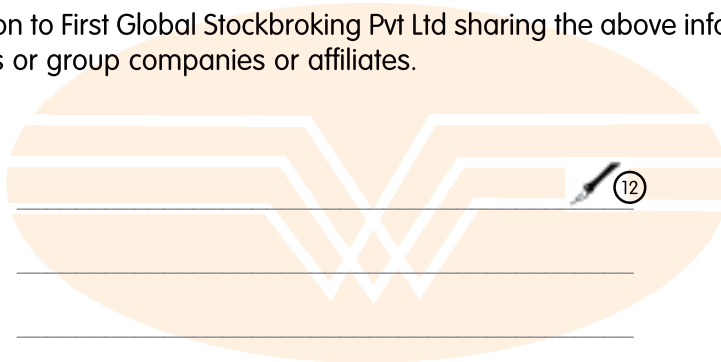 on to First Global Stockbroking Pvt Ltd sharing the above info
s or group companies or affiliates.
12